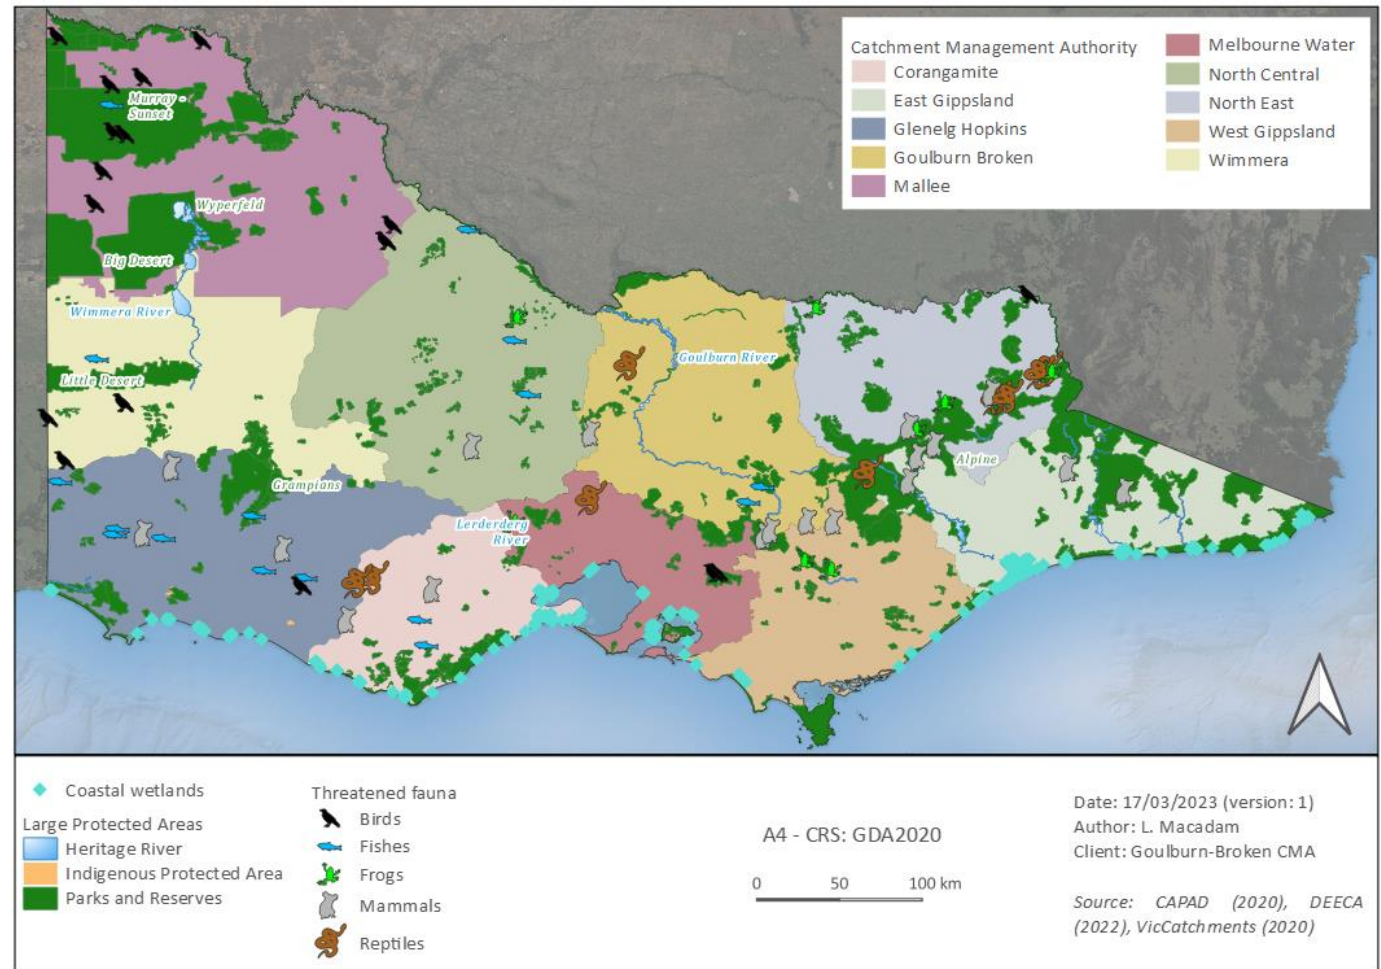 Catchment Management Authority
Corangamite
East Gippsland
Glenelg Hopkins
Goulburn Broken
Mallee
Melbourne Water
North Central
North East
West Gippsland
Wimmera
Murray -
Sunset
Wyperfeld
Big Desert
Wimmera River
Little Desert
Goulburn River
Grampians
Alpine
Lerderderg
River
Coastal wetlands
Large Protected Areas
Heritage River
Indigenous Protected Area
Parks and Reserves
Threatened fauna
Birds
Fishes
Frogs
Mammals
Reptiles
A4 - CRS: GDA2020
0 50 100 km
Date: 17/03/2023 (version: 1)
Author: L. Macadam
Client: Goulburn-Broken CMA
Source: CAPAD (2020), DEECA
(2022), VicCatchments (2020)